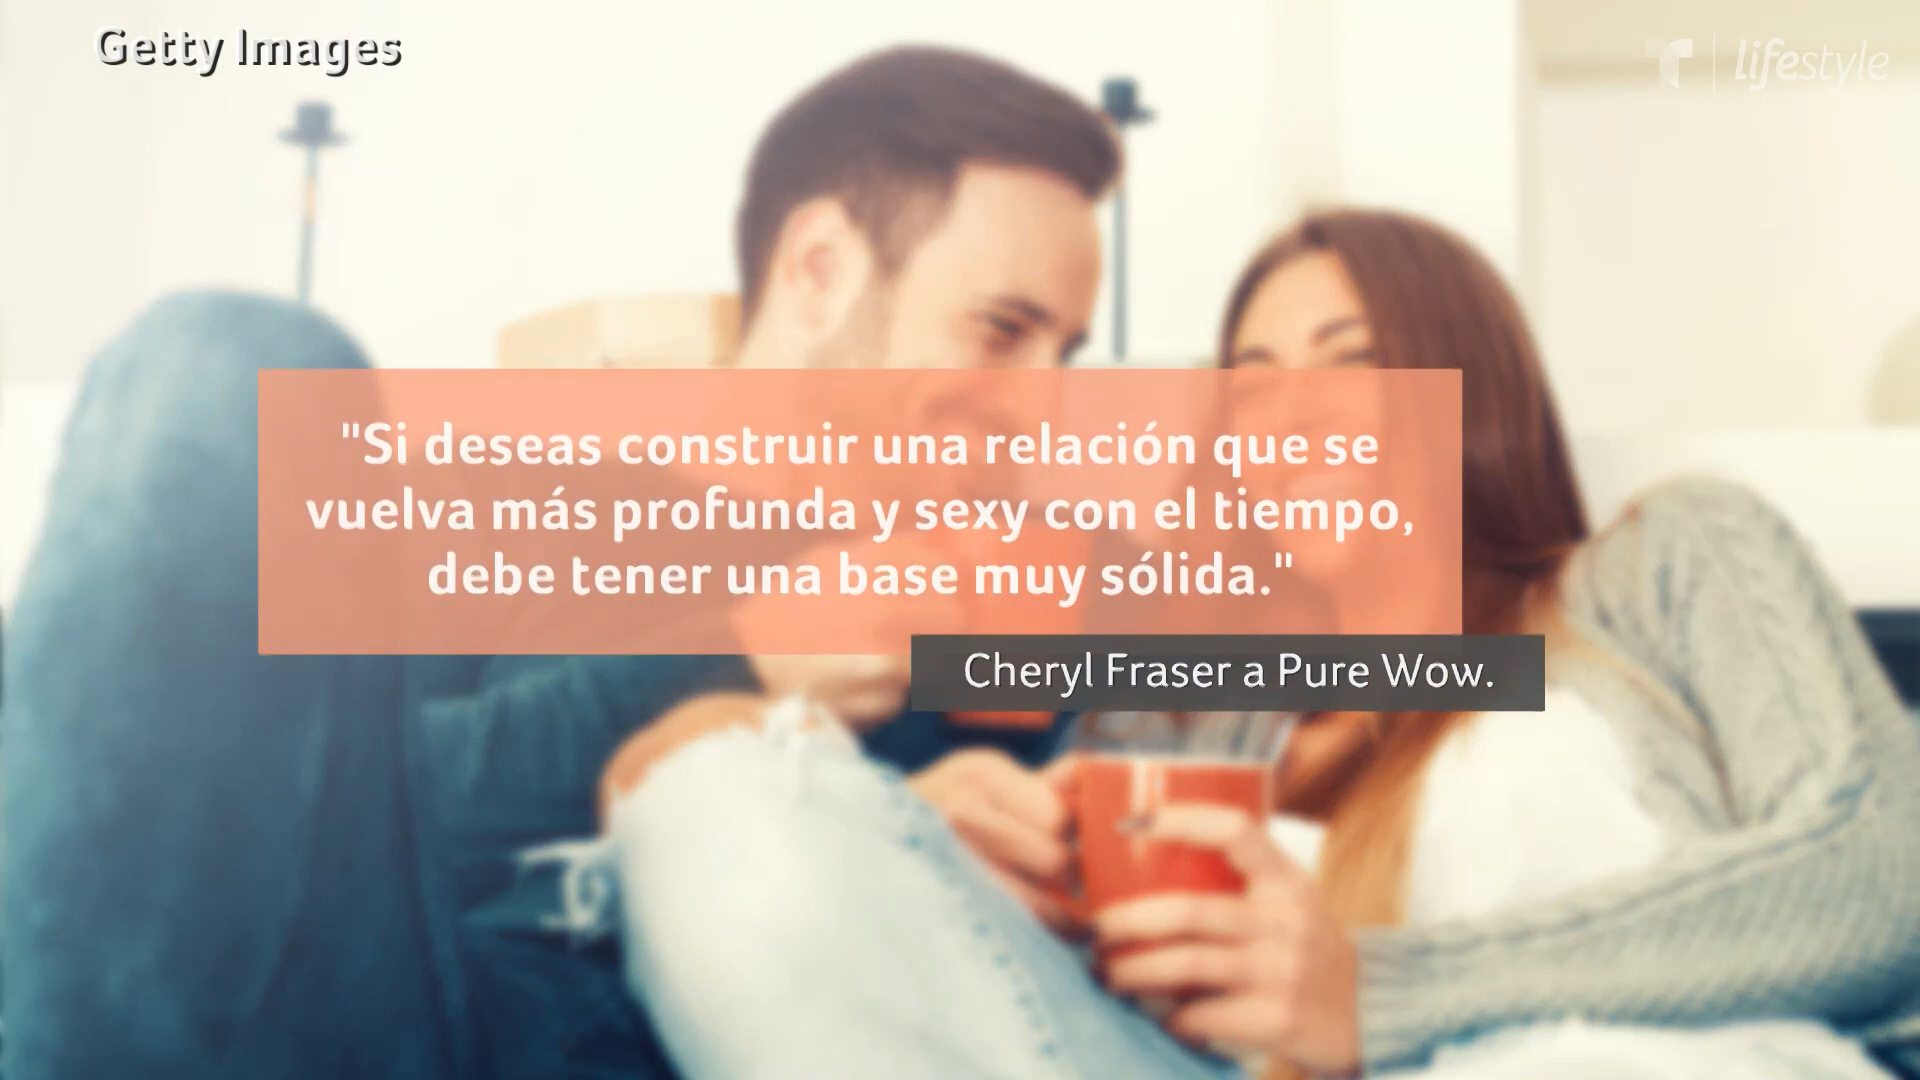 Getty Images
lifestyle
"Si deseas construir una relación que se
vuelva más profunda y sexy con el tiempo,
debe tener una base muy sólida."
Cheryl Fraser a Pure Wow.